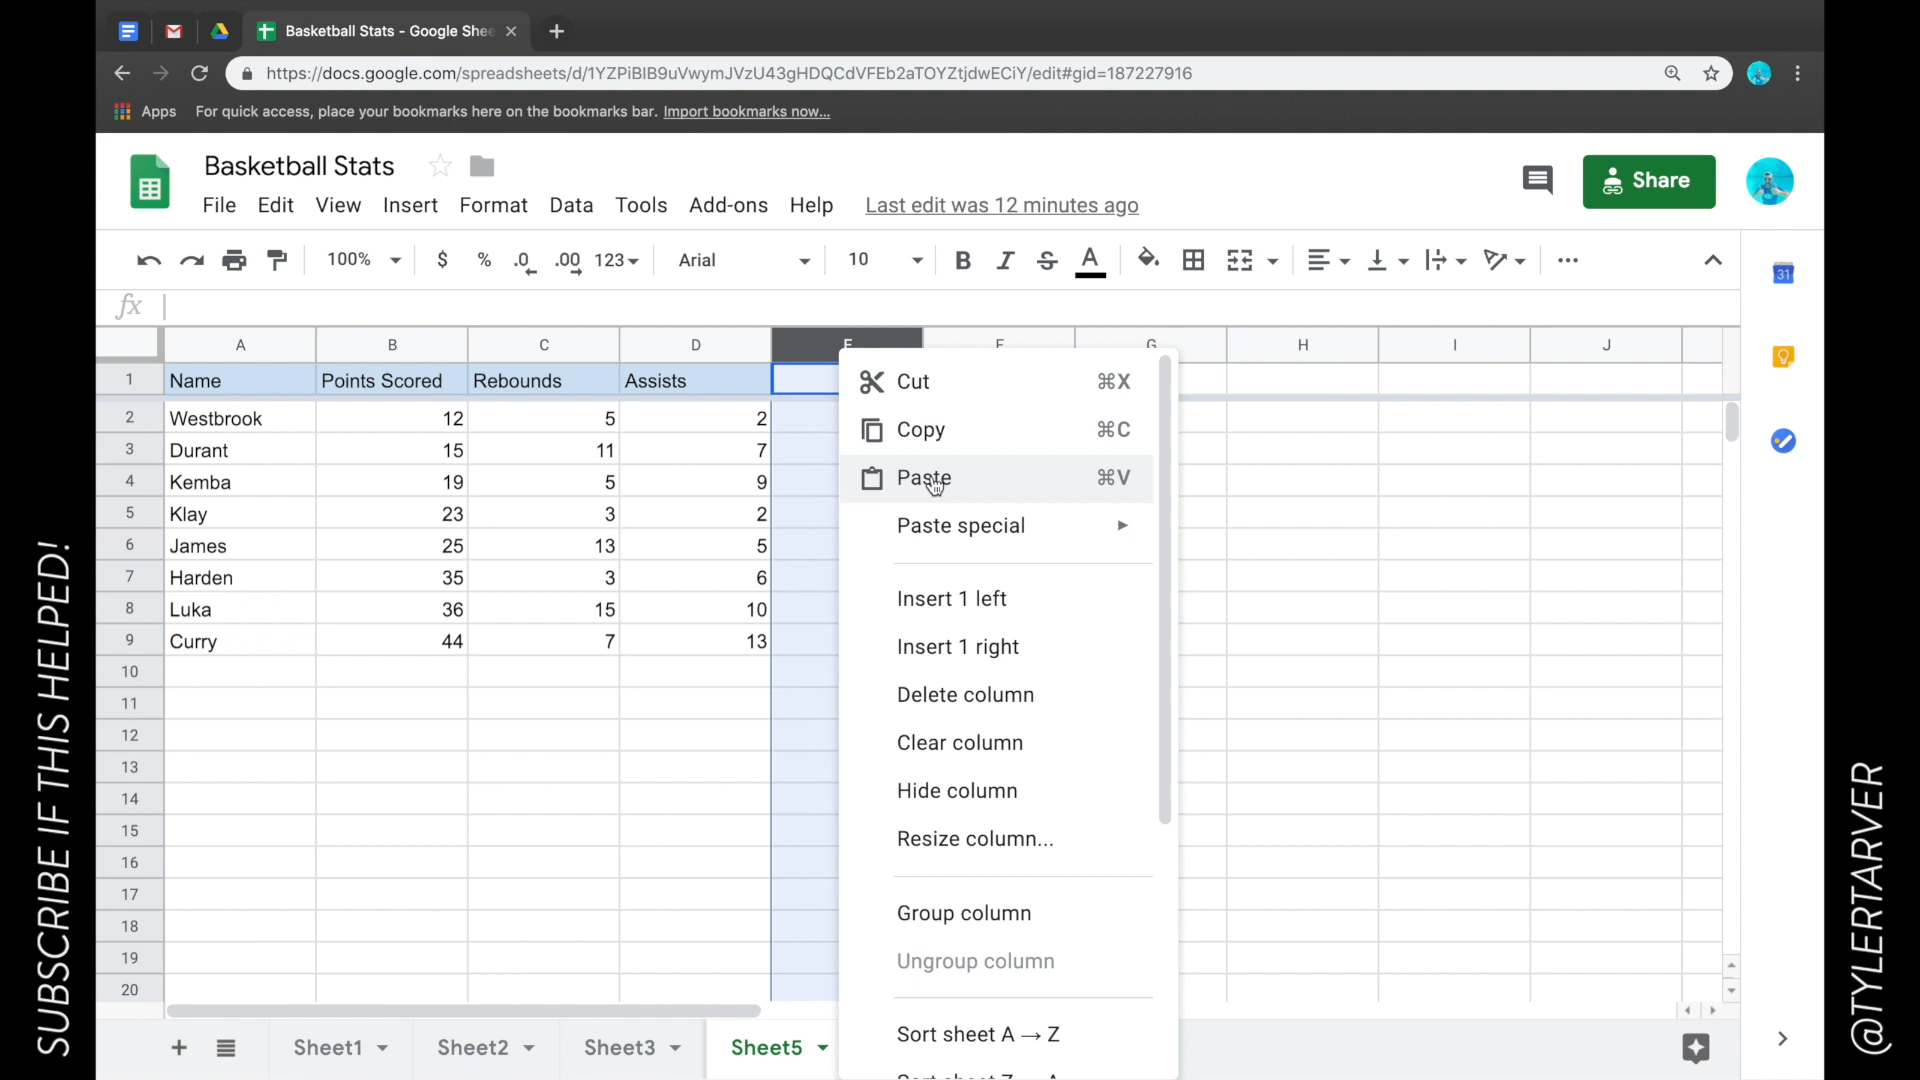 Basketball Stats - Google Shee
https://docs.google.com/spreadsheets/d/1YZPiBIB9uVwymJVzU43gHDQCdVFEb2aTOYZtjdwECiY/edit#gid=187227916
Apps For quick access, place your bookmarks here on the bookmarks bar. Import bookmarks now...
Basketball Stats
Share
File Edit View Insert Format Data Tools Add-ons Help Last edit was 12 minutes ago
100% $ % .0 .00 123 Arial 10 B I S A
31
fx
A B C D H I J
1 Name Points Scored Rebounds Assists
2 Westbrook 12 5 2
3 Durant 15 11 7
4 Kemba 19 5 9
5 Klay 23 3 2
6 James 25 13 5
7 Harden 35 3 6
8 Luka 36 15 10
9 Curry 44 7 13
10
11
12
13
14
15
16
17
18
19
20
Cut ⌘X
Copy ⌘C
Paste ⌘V
Paste special
Insert 1 left
Insert 1 right
Delete column
Clear column
Hide column
Resize column...
Group column
Ungroup column
Sort sheet A → Z
Sheet1 Sheet2 Sheet3 Sheet5
SUBSCRIBE IF THIS HELPED!
@TYLERTARVER